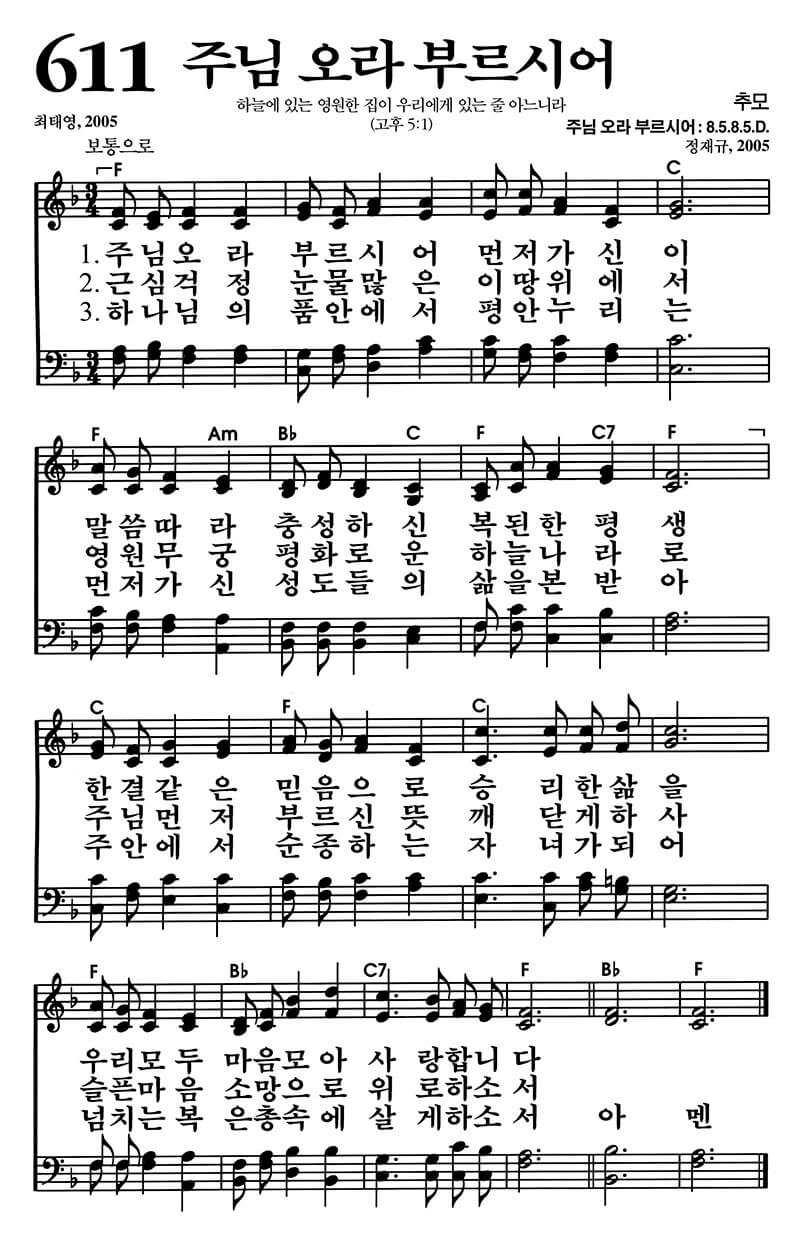 611 주님 오라 부르시어
하늘에 있는 영원한 집이 우리에게 있는 줄 아느니라
(고후 5:1)
추모
최태영, 2005
주님 오라 부르시어 : 8.5.8.5.D.
보통으로
정재규, 2005
F C
1. 주님오 라 부르시 어 먼저가 신 이
2. 근심걱 정 눈물많 은 이땅위 에 서
3. 하나님 의 품안에 서 평안누 리 는
F Am B♭ C F C7 F
말씀따 라 충성하 신 복된한 평 생
영원무 궁 평화로 운 하늘나 라 로
먼저가 신 성도들 의 삶을본 받 아
C F C
한결같 은 믿음으 로 승 리한삶 을
주님먼 저 부르신 뜻 깨 닫게하 사
주안에 서 순종하 는 자 녀가되 어
F B♭ C7 F B♭ F
우리모 두 마음모 아 사 랑합니 다
슬픈마 음 소망으 로 위 로하소 서
넘치는 복 은총속 에 살 게하소 서 아 멘